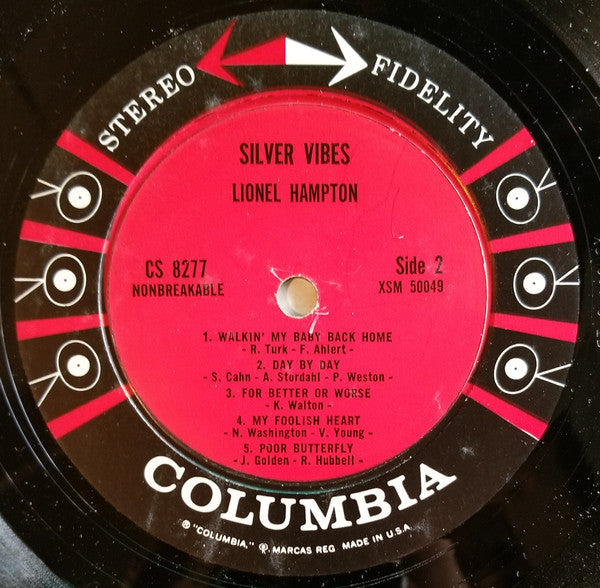 STEREO FIDELITY
SILVER VIBES
LIONEL HAMPTON
CS 8277 Side 2
NONBREAKABLE XSM 50049
1. WALKIN' MY BABY BACK HOME
- R. Turk - F. Ahlert -
2. DAY BY DAY
- S. Cahn - A. Stordahl - P. Weston -
3. FOR BETTER OR WORSE
- K. Walton -
4. MY FOOLISH HEART
- N. Washington - V. Young -
5. POOR BUTTERFLY
- J. Golden - R. Hubbell -
COLUMBIA
® "COLUMBIA," ℗. MARCAS REG. MADE IN U.S.A.